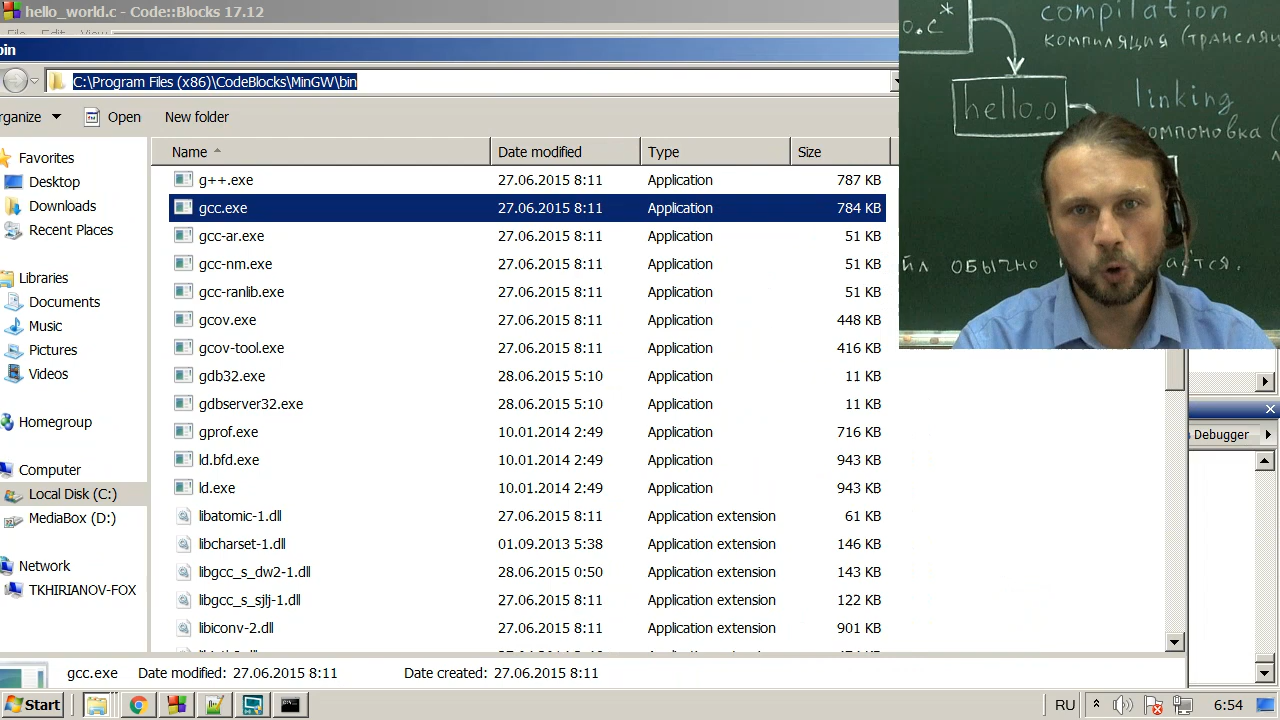 hello_world.c - Code::Blocks 17.12
File Edit View
bin
C:\Program Files (x86)\CodeBlocks\MinGW\bin
rganize
Open
New folder
Favorites
Desktop
Downloads
Recent Places
Libraries
Documents
Music
Pictures
Videos
Homegroup
Computer
Local Disk (C:)
MediaBox (D:)
Network
TKHIRIANOV-FOX
Name Date modified Type Size
g++.exe 27.06.2015 8:11 Application 787 KB
gcc.exe 27.06.2015 8:11 Application 784 KB
gcc-ar.exe 27.06.2015 8:11 Application 51 KB
gcc-nm.exe 27.06.2015 8:11 Application 51 KB
gcc-ranlib.exe 27.06.2015 8:11 Application 51 KB
gcov.exe 27.06.2015 8:11 Application 448 KB
gcov-tool.exe 27.06.2015 8:11 Application 416 KB
gdb32.exe 28.06.2015 5:10 Application 11 KB
gdbserver32.exe 28.06.2015 5:10 Application 11 KB
gprof.exe 10.01.2014 2:49 Application 716 KB
ld.bfd.exe 10.01.2014 2:49 Application 943 KB
ld.exe 10.01.2014 2:49 Application 943 KB
libatomic-1.dll 27.06.2015 8:11 Application extension 61 KB
libcharset-1.dll 01.09.2013 5:38 Application extension 146 KB
libgcc_s_dw2-1.dll 28.06.2015 0:50 Application extension 143 KB
libgcc_s_sjlj-1.dll 27.06.2015 8:11 Application extension 122 KB
libiconv-2.dll 27.06.2015 8:11 Application extension 901 KB
gcc.exe Date modified: 27.06.2015 8:11 Date created: 27.06.2015 8:11
o.c*
compilation
компиляция (трансляц
hello.o
linking
омпоновка (
йл обычно
ается.
Debugger
Start
RU
6:54